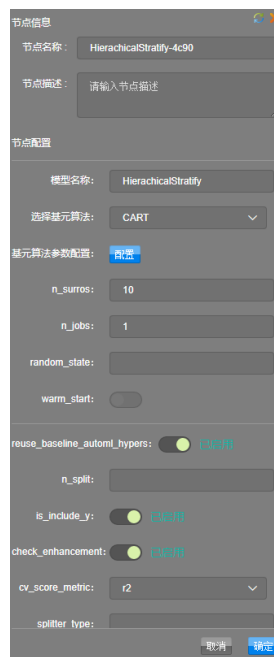 节点信息
节点名称： HierachicalStratify-4c90
节点描述： 请输入节点描述
节点配置
模型名称： HierachicalStratify
选择基元算法： CART
基元算法参数配置： 配置
n_surros： 10
n_jobs： 1
random_state：
warm_start：
reuse_baseline_automl_hypers： 已启用
n_split：
is_include_y： 已启用
check_enhancement： 已启用
cv_score_metric： r2
splitter_type：
取消 确定